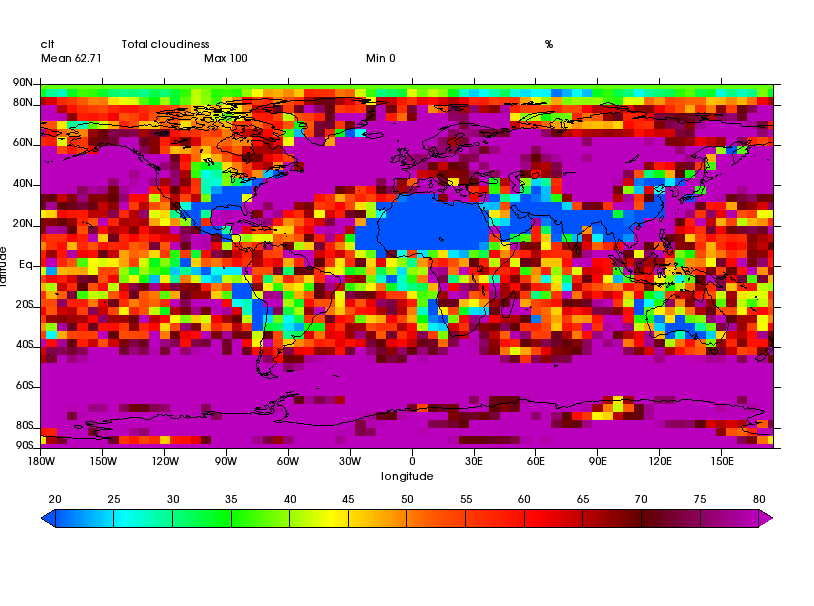 clt Total cloudiness %
Mean 62.71 Max 100 Min 0
90N
80N
60N
40N
20N
Eq
20S
40S
60S
80S
90S
latitude
180W 150W 120W 90W 60W 30W 0 30E 60E 90E 120E 150E
longitude
20 25 30 35 40 45 50 55 60 65 70 75 80